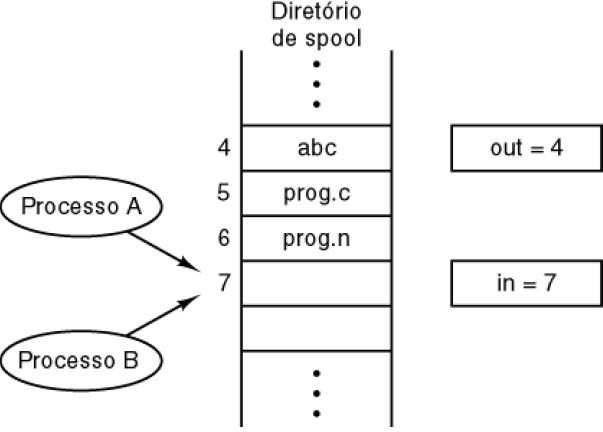 Diretório
de spool
4 abc out = 4
5 prog.c
Processo A
6 prog.n
7 in = 7
Processo B